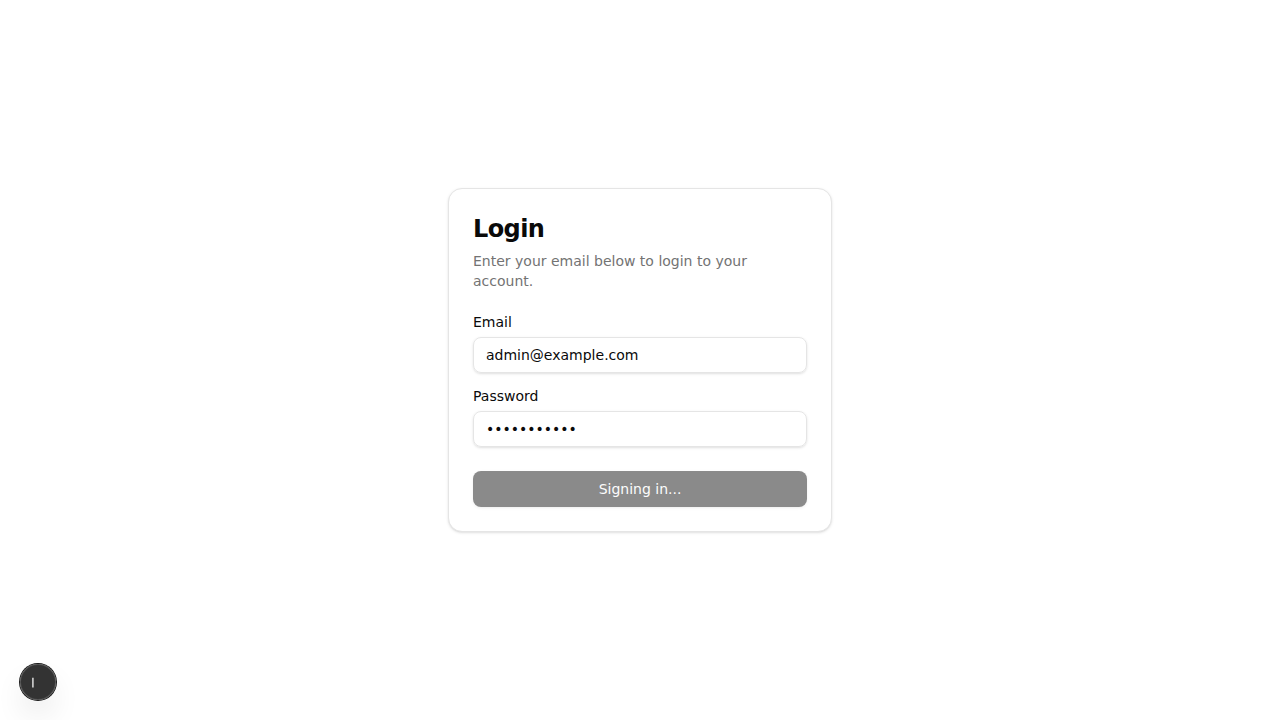 Login
Enter your email below to login to your
account.
Email
admin@example.com
Password
•••••••••••
Signing in...